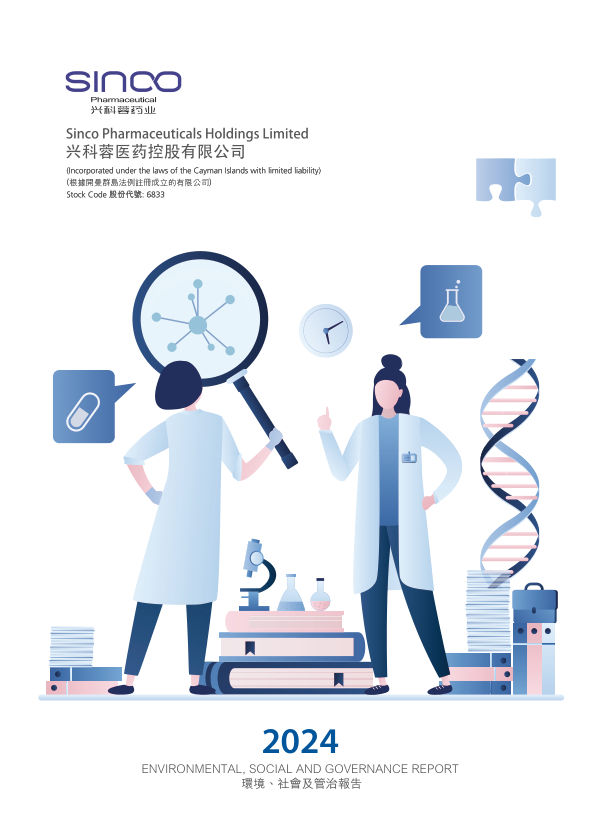 SINCO
Pharmaceutical
兴科蓉药业
Sinco Pharmaceuticals Holdings Limited
兴科蓉医药控股有限公司
(Incorporated under the laws of the Cayman Islands with limited liability)
(根據開曼群島法例註冊成立的有限公司)
Stock Code 股份代號: 6833
2024
ENVIRONMENTAL, SOCIAL AND GOVERNANCE REPORT
環境、社會及管治報告